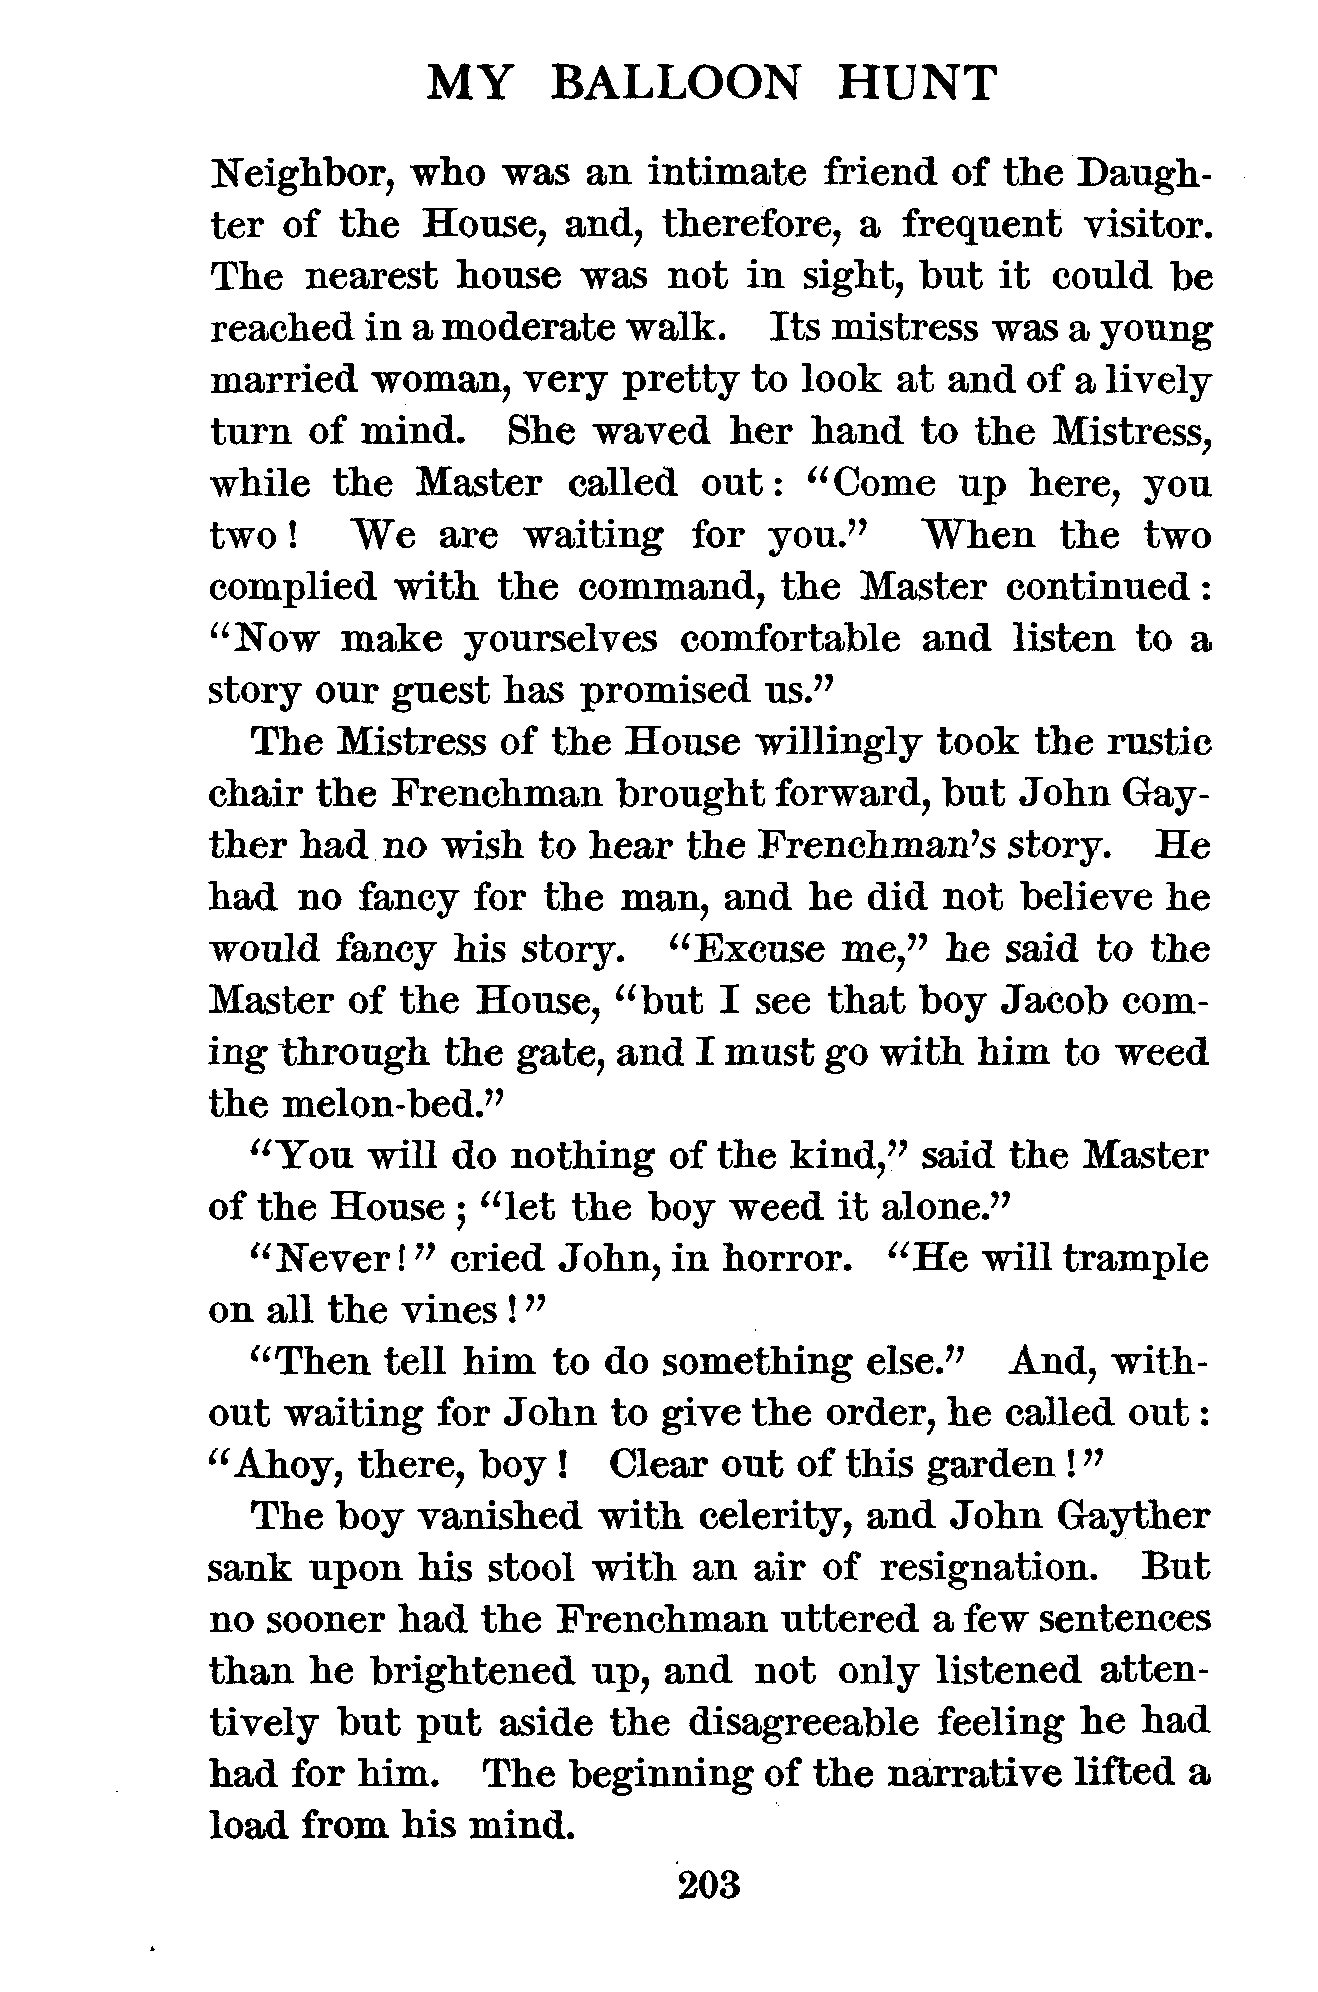 MY BALLOON HUNT
Neighbor, who was an intimate friend of the Daugh-
ter of the House, and, therefore, a frequent visitor.
The nearest house was not in sight, but it could be
reached in a moderate walk. Its mistress was a young
married woman, very pretty to look at and of a lively
turn of mind. She waved her hand to the Mistress,
while the Master called out: "Come up here, you
two! We are waiting for you." When the two
complied with the command, the Master continued:
"Now make yourselves comfortable and listen to a
story our guest has promised us."
The Mistress of the House willingly took the rustic
chair the Frenchman brought forward, but John Gay-
ther had no wish to hear the Frenchman's story. He
had no fancy for the man, and he did not believe he
would fancy his story. "Excuse me," he said to the
Master of the House, "but I see that boy Jacob com-
ing through the gate, and I must go with him to weed
the melon-bed."
"You will do nothing of the kind," said the Master
of the House; "let the boy weed it alone."
"Never!" cried John, in horror. "He will trample
on all the vines!"
"Then tell him to do something else." And, with-
out waiting for John to give the order, he called out:
"Ahoy, there, boy! Clear out of this garden!"
The boy vanished with celerity, and John Gayther
sank upon his stool with an air of resignation. But
no sooner had the Frenchman uttered a few sentences
than he brightened up, and not only listened atten-
tively but put aside the disagreeable feeling he had
had for him. The beginning of the narrative lifted a
load from his mind.
203